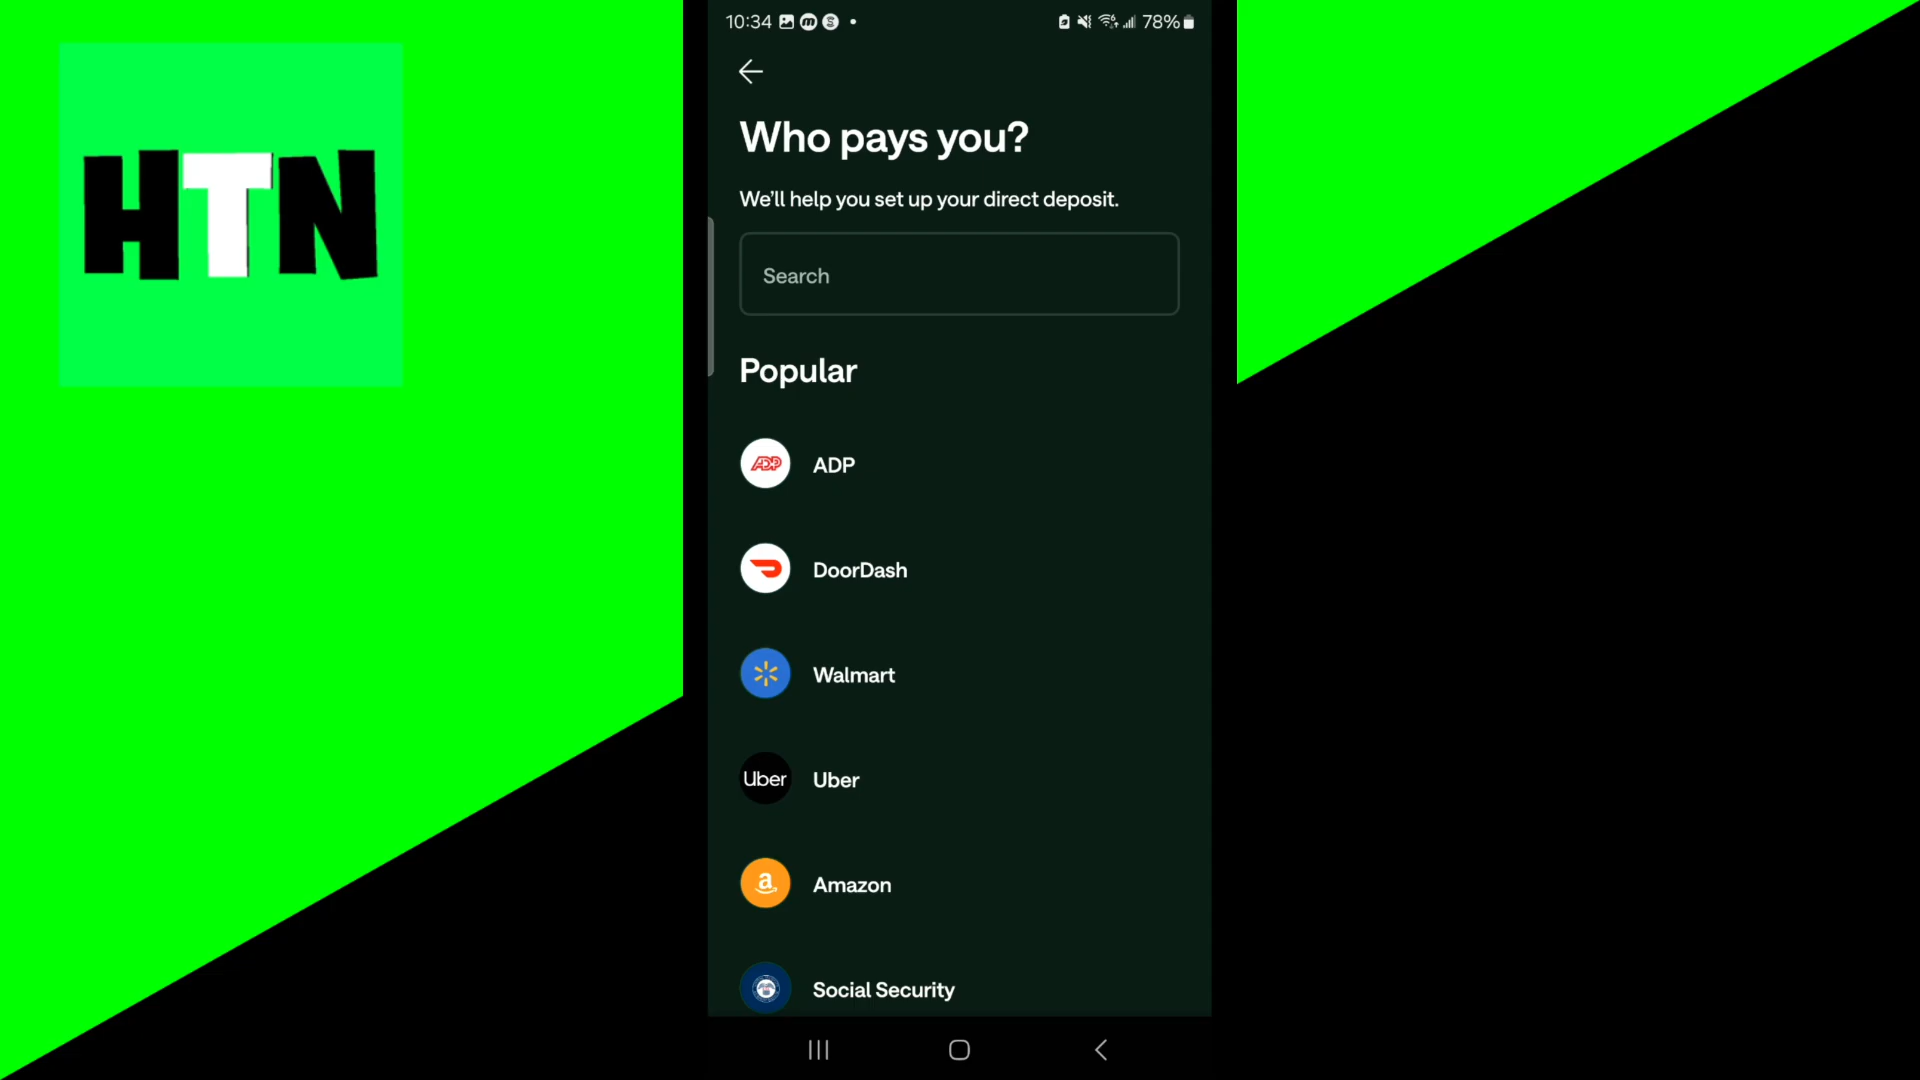 HTN
10:34
78%
Who pays you?
We'll help you set up your direct deposit.
Search
Popular
ADP
ADP
DoorDash
Walmart
Uber
Uber
a
Amazon
Social Security